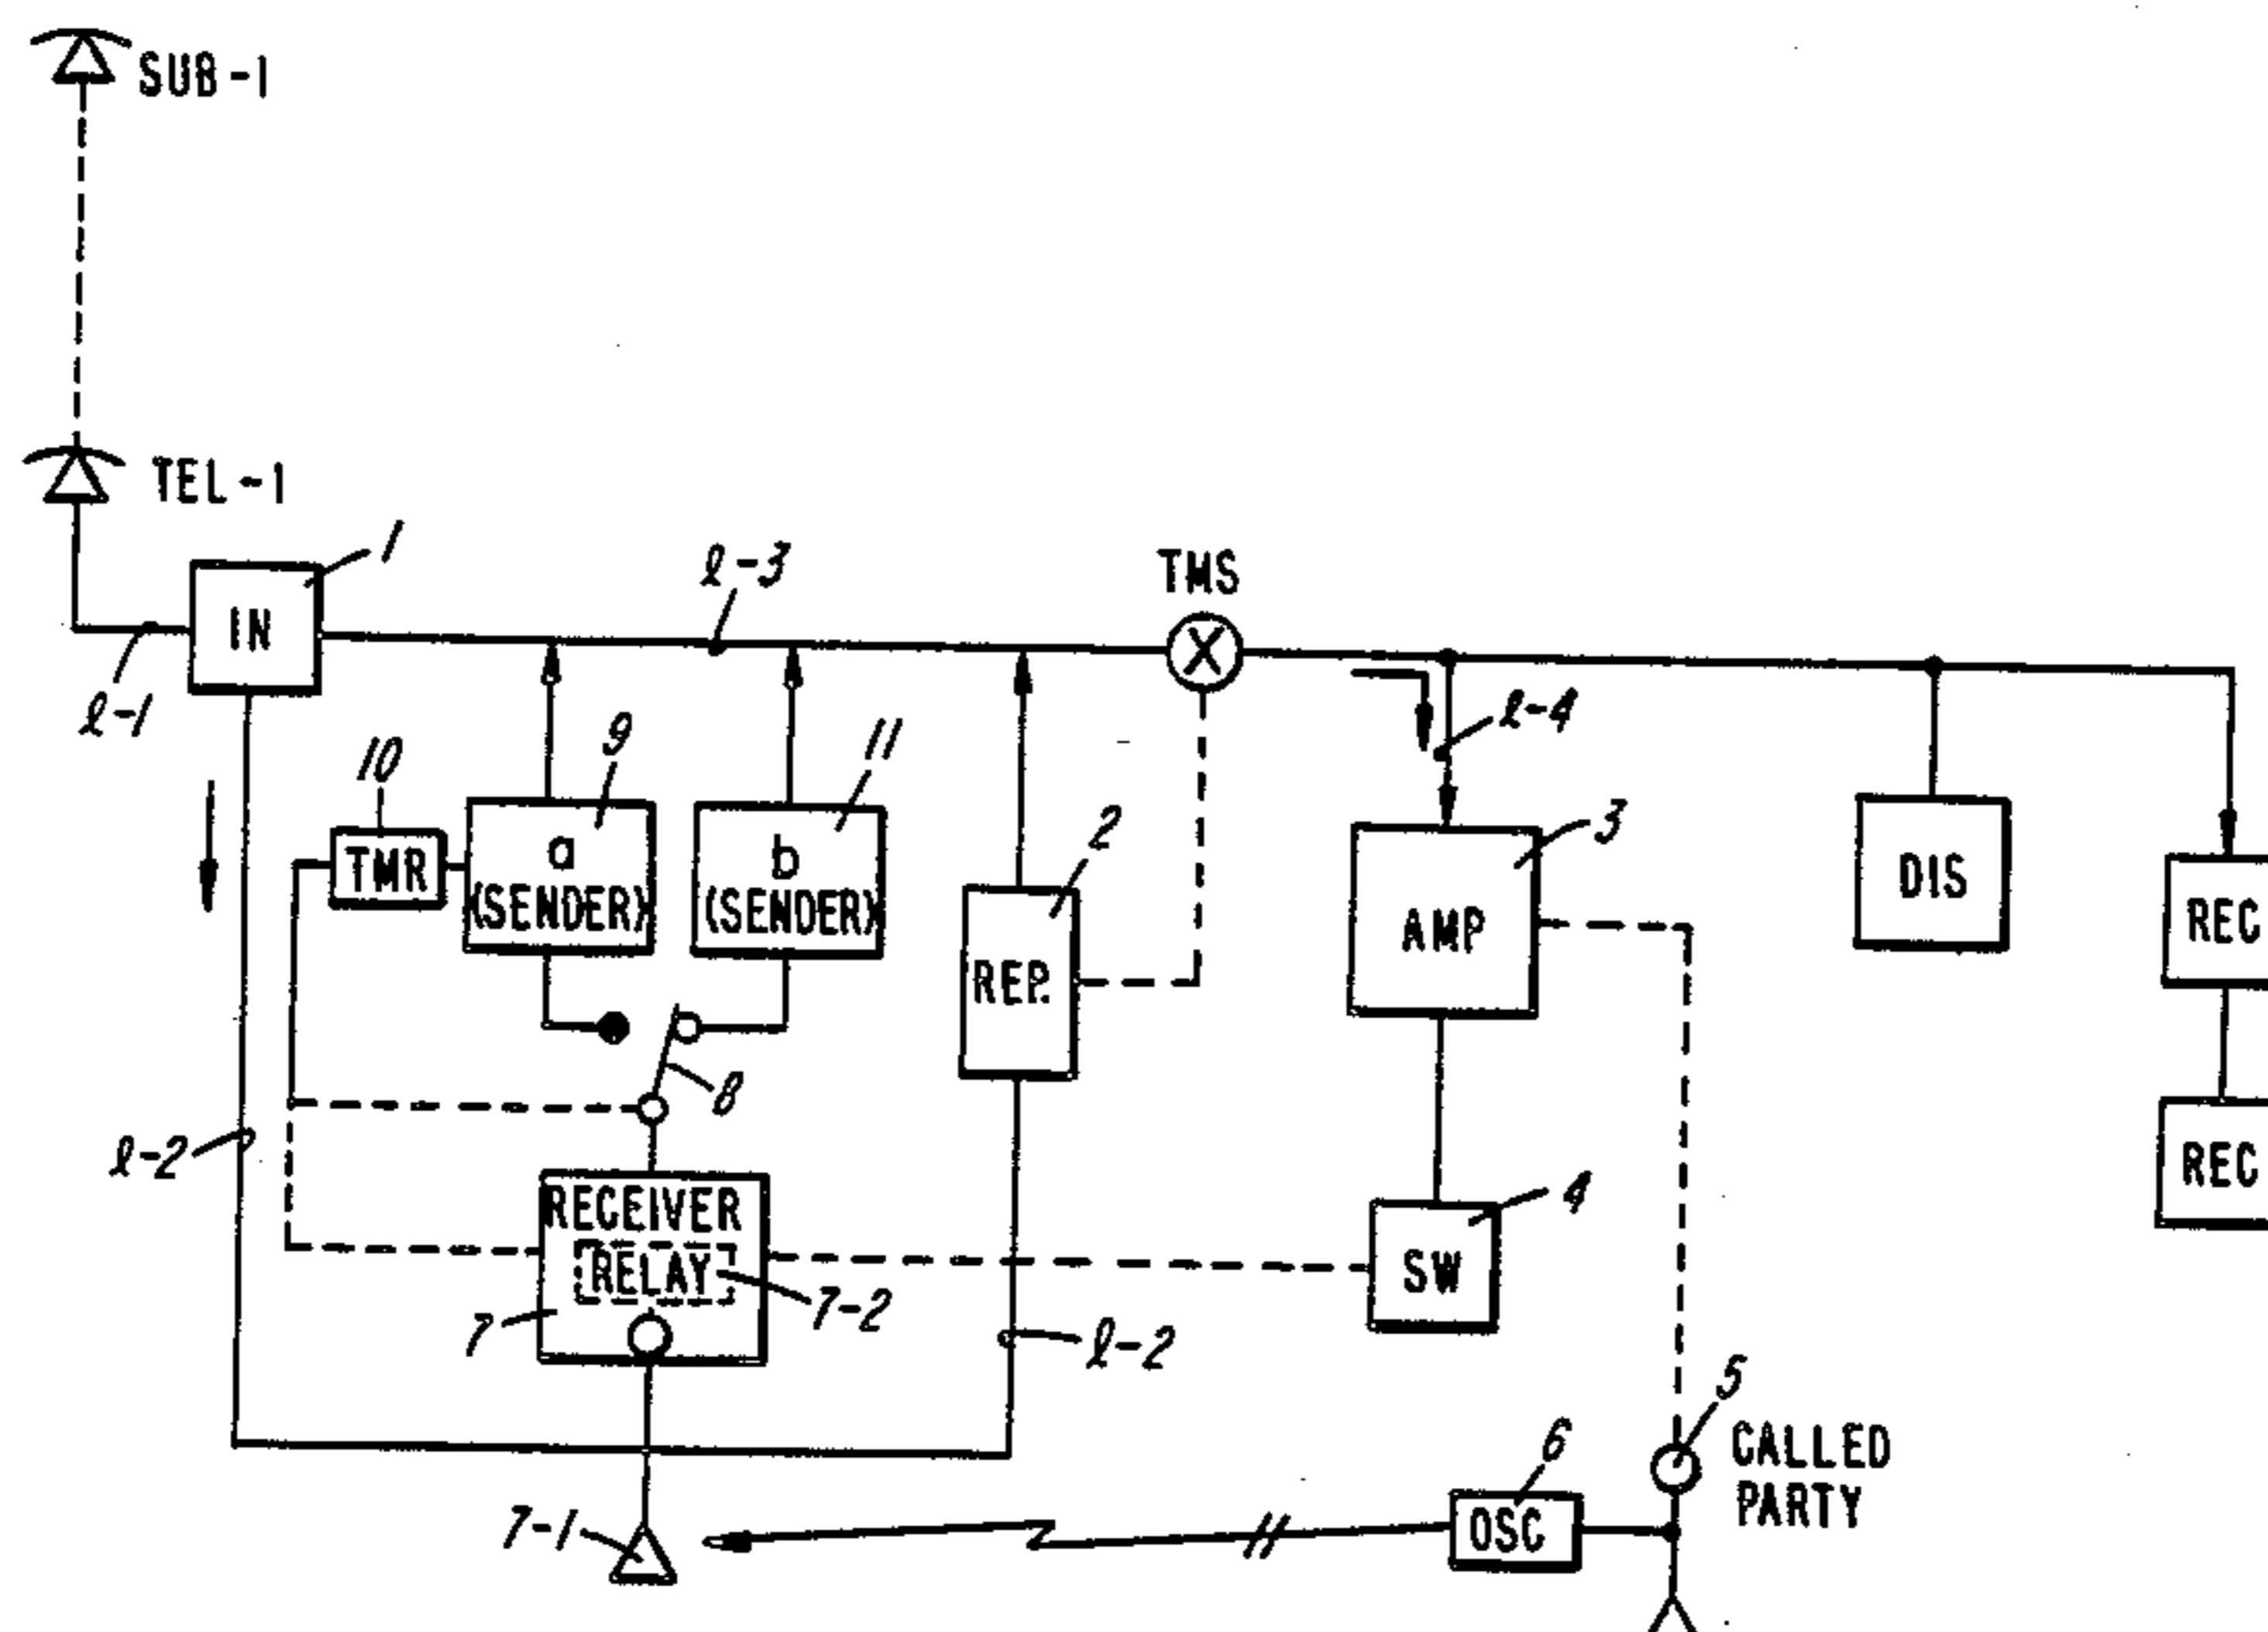 SUB-1
TEL-1
1
IN
ℓ-1
ℓ-3
TMS
ℓ-4
10
TMR
9
a
(SENDER)
11
b
(SENDER)
2
REP.
3
AMP
DIS
REC
REC
8
ℓ-2
RECEIVER
RELAY
7
7-2
ℓ-2
4
SW
5
CALLED
PARTY
6
OSC
7-1